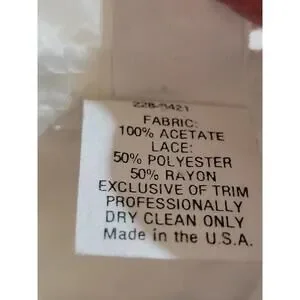 228-9421
FABRIC:
100% ACETATE
LACE:
50% POLYESTER
50% RAYON
EXCLUSIVE OF TRIM
PROFESSIONALLY
DRY CLEAN ONLY
Made in the U.S.A.